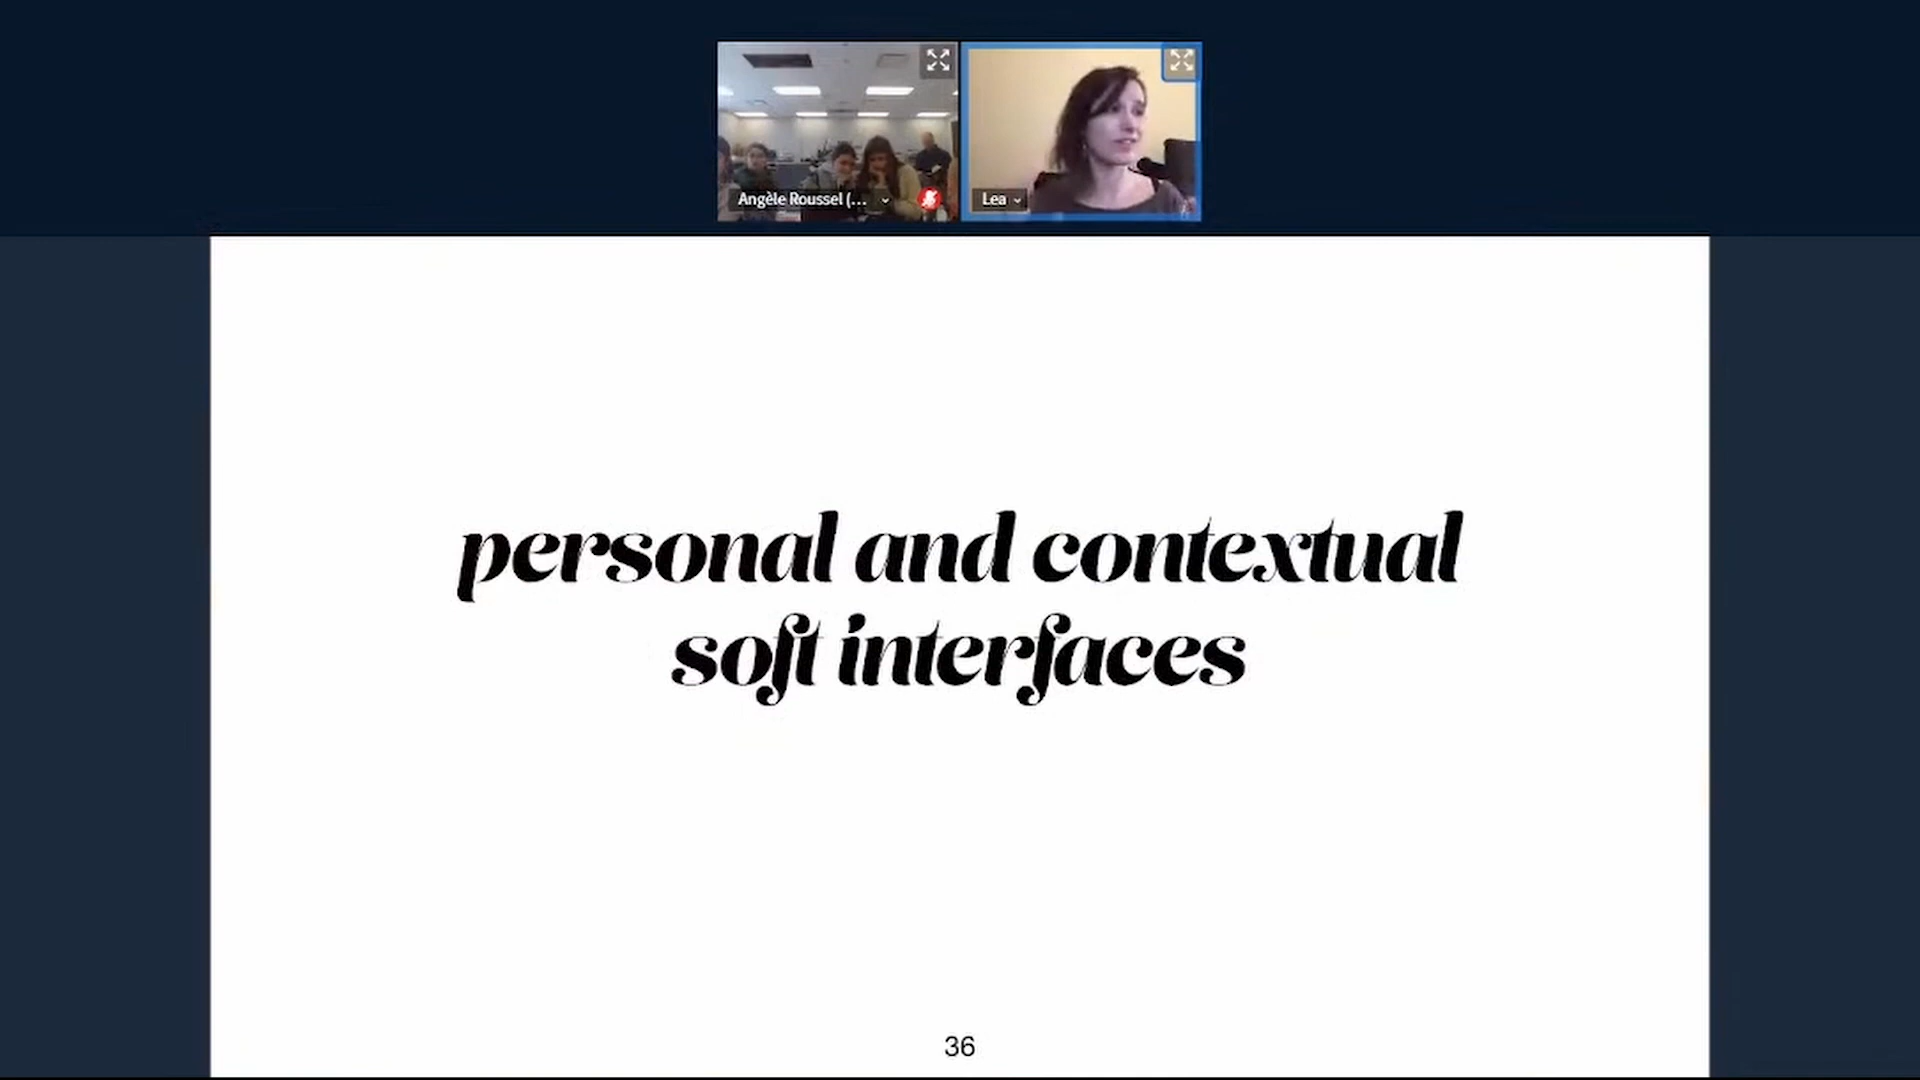 Angèle Roussel (...
Lea
personal and contextual
soft interfaces
36